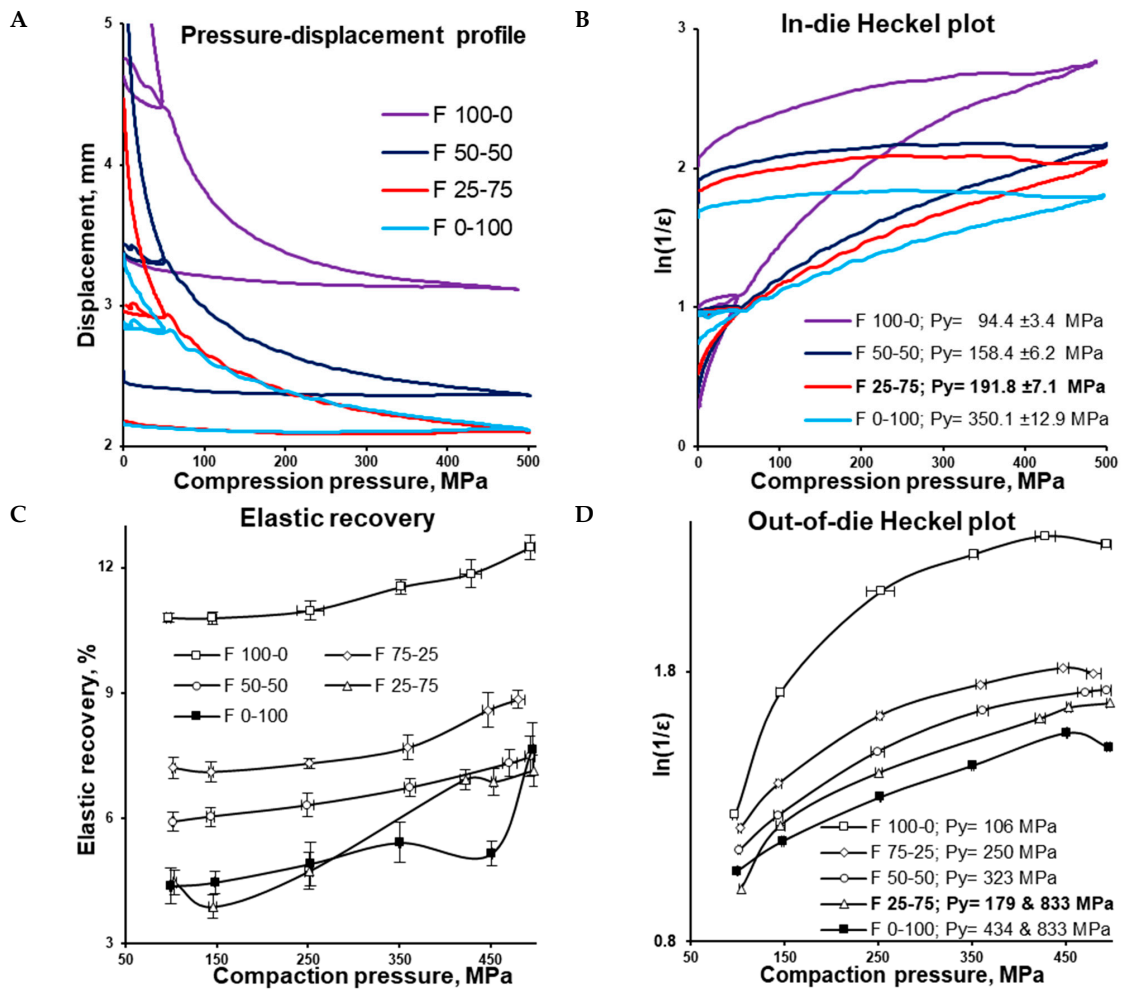 A
Pressure-displacement profile
5
4
3
2
Displacement, mm
F 100-0
F 50-50
F 25-75
F 0-100
0 100 200 300 400 500
Compression pressure, MPa
B
In-die Heckel plot
3
2
1
0
ln(1/ε)
F 100-0; Py= 94.4 ±3.4 MPa
F 50-50; Py= 158.4 ±6.2 MPa
F 25-75; Py= 191.8 ±7.1 MPa
F 0-100; Py= 350.1 ±12.9 MPa
0 100 200 300 400 500
Compression pressure, MPa
C
Elastic recovery
12
9
6
3
Elastic recovery, %
F 100-0 F 75-25
F 50-50 F 25-75
F 0-100
50 150 250 350 450
Compaction pressure, MPa
D
Out-of-die Heckel plot
1.8
0.8
ln(1/ε)
F 100-0; Py= 106 MPa
F 75-25; Py= 250 MPa
F 50-50; Py= 323 MPa
F 25-75; Py= 179 & 833 MPa
F 0-100; Py= 434 & 833 MPa
50 150 250 350 450
Compaction pressure, MPa